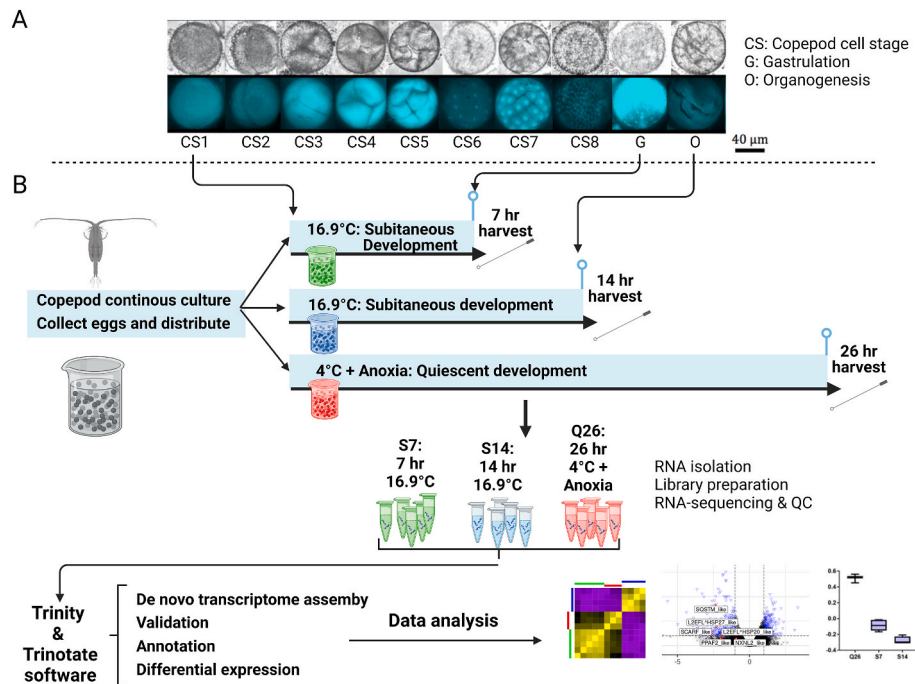 A
CS: Copepod cell stage
G: Gastrulation
O: Organogenesis
CS1 CS2 CS3 CS4 CS5 CS6 CS7 CS8 G O
40 µm
B
16.9°C: Subitaneous
Development
7 hr
harvest
Copepod continous culture
Collect eggs and distribute
16.9°C: Subitaneous development
14 hr
harvest
4°C + Anoxia: Quiescent development
26 hr
harvest
S7:
7 hr
16.9°C
S14:
14 hr
16.9°C
Q26:
26 hr
4°C +
Anoxia
RNA isolation
Library preparation
RNA-sequencing & QC
Trinity
&
Trinotate
software
De novo transcriptome assemby
Validation
Annotation
Differential expression
Data analysis
SQSTM_like
L2EFL*HSP27_like
SCARF_like
L2EFL*HSP20_like
PPAF2_like
NXNL2_like
-5 0
0.6
0.4
0.2
0.0
-0.2
-0.4
Q26 S7 S14